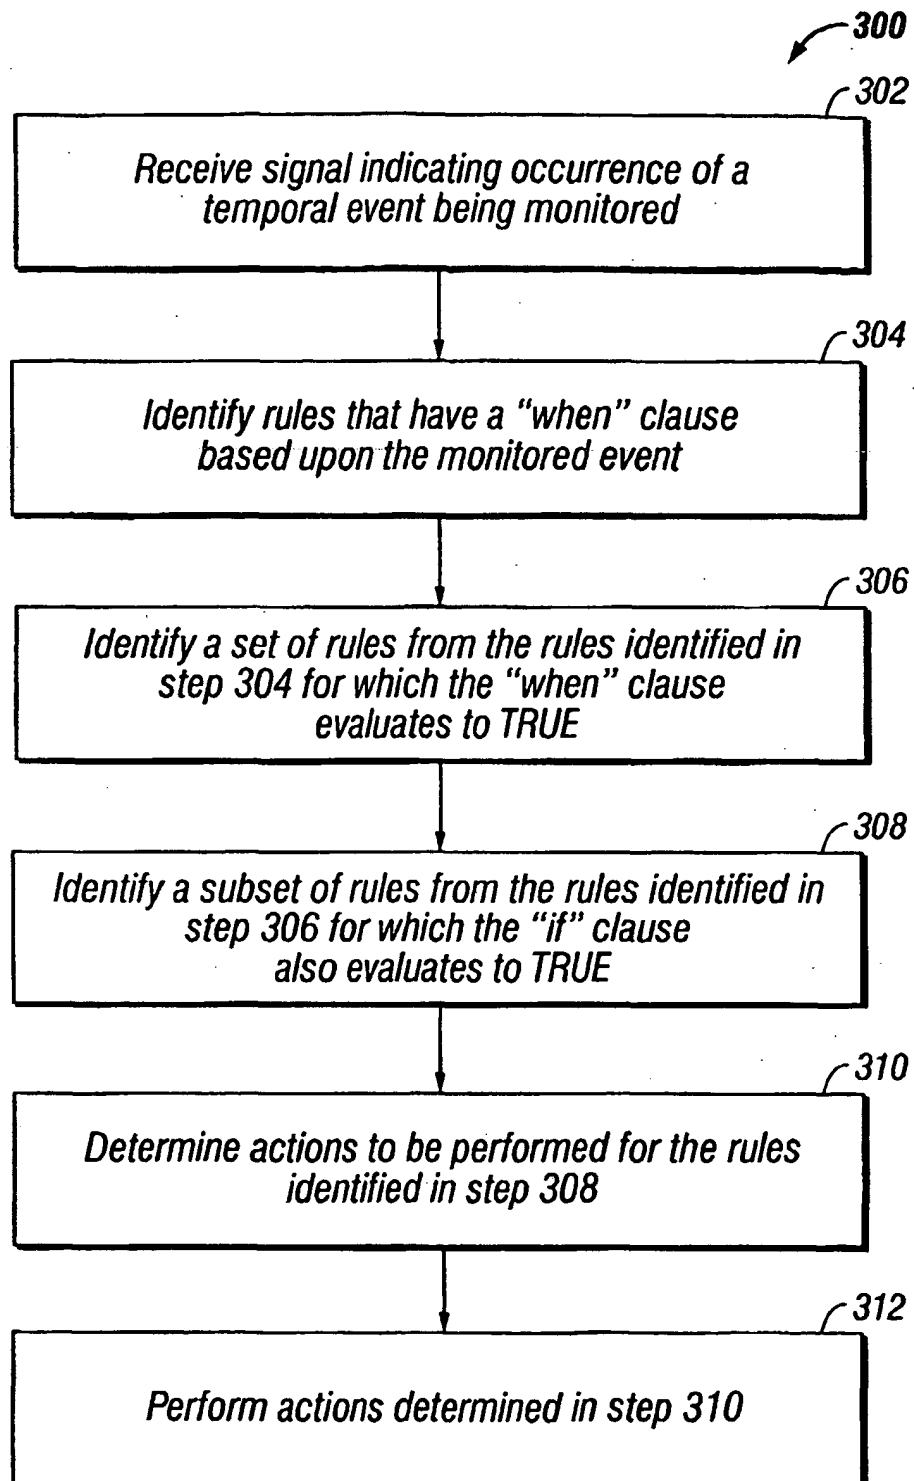 300
302
Receive signal indicating occurrence of a
temporal event being monitored
304
Identify rules that have a “when” clause
based upon the monitored event
306
Identify a set of rules from the rules identified in
step 304 for which the “when” clause
evaluates to TRUE
308
Identify a subset of rules from the rules identified in
step 306 for which the “if” clause
also evaluates to TRUE
310
Determine actions to be performed for the rules
identified in step 308
312
Perform actions determined in step 310